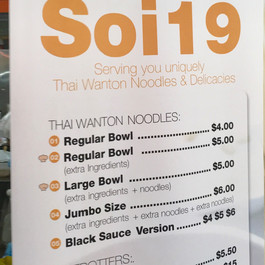 Soi19
Serving you uniquely
Thai Wanton Noodles & Delicacies
THAI WANTON NOODLES:
01 Regular Bowl ................... $4.00
02 Regular Bowl ................... $5.00
(extra Ingredients)
03 Large Bowl ................... $5.00
(extra ingredients + noodles)
04 Jumbo Size ................... $6.00
(extra ingredients + extra noodles + extra noodles)
05 Black Sauce Version ........ $4 $5 $6
TROTTERS:.
$5.50